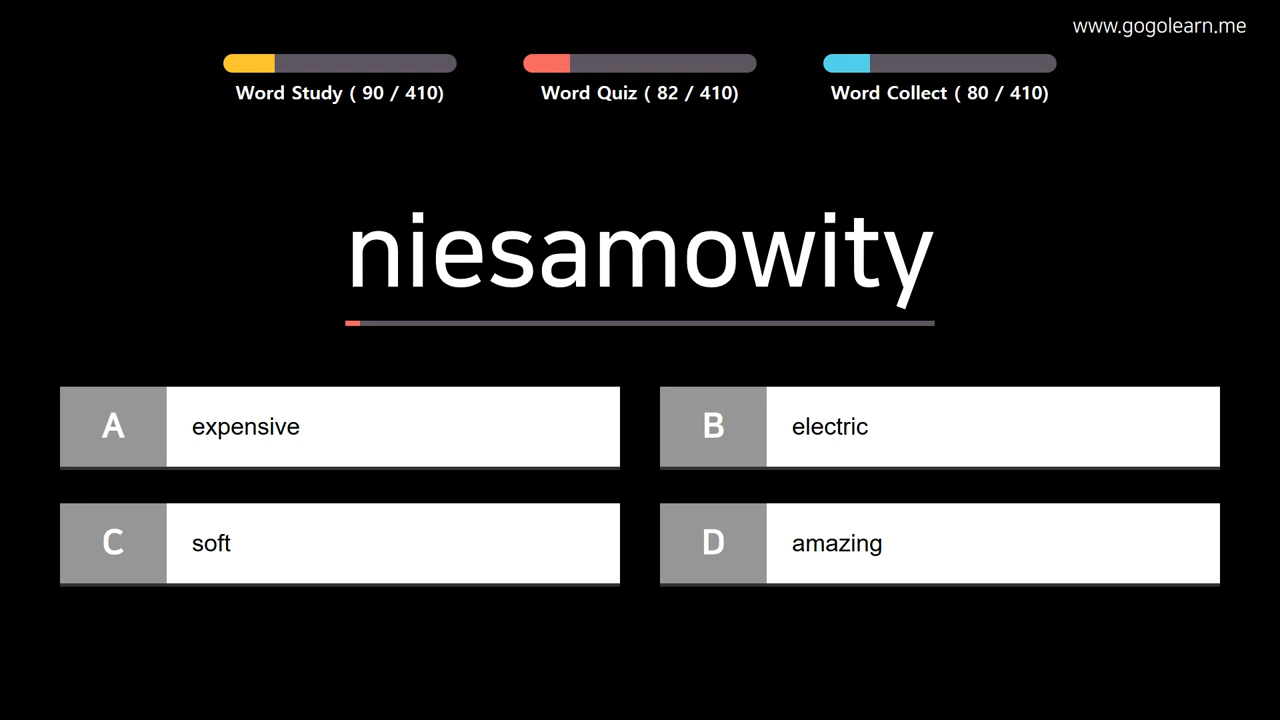 www.gogolearn.me
Word Study ( 90 / 410)
Word Quiz ( 82 / 410)
Word Collect ( 80 / 410)
niesamowity
A expensive
B electric
C soft
D amazing